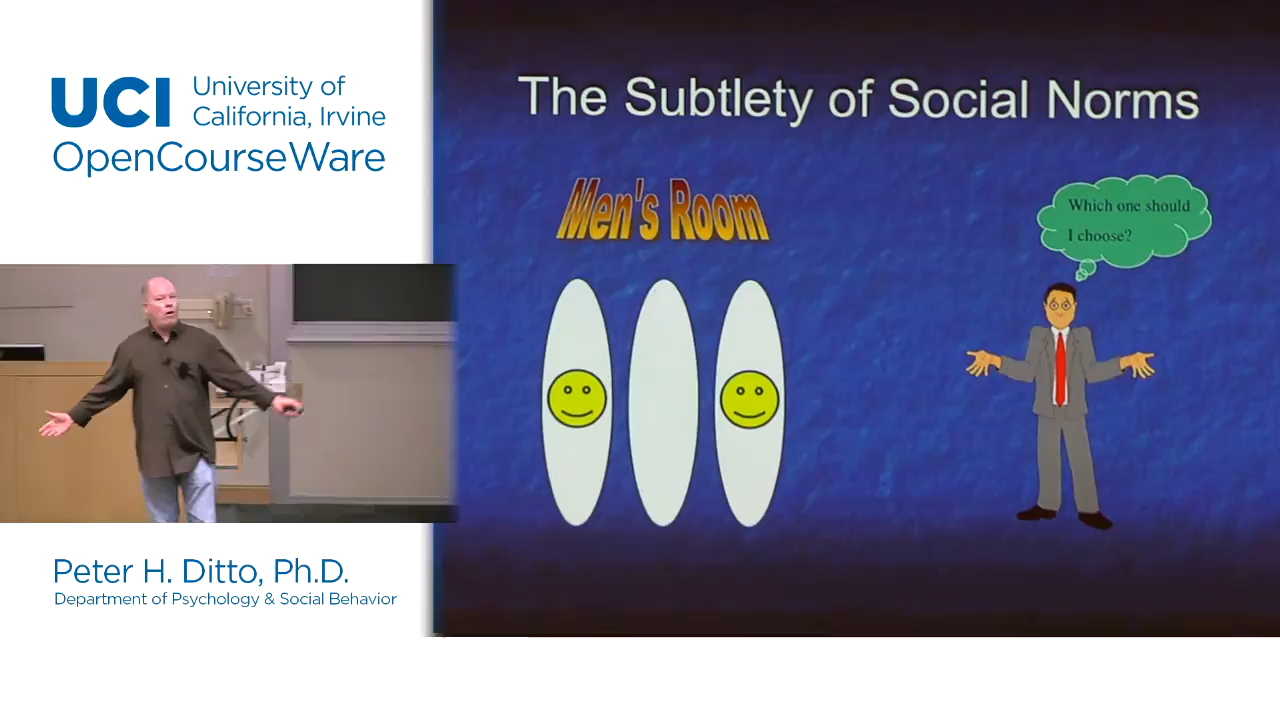 UCI
University of
California, Irvine
OpenCourseWare
The Subtlety of Social Norms
Men's Room
Which one should
I choose?
Peter H. Ditto, Ph.D.
Department of Psychology & Social Behavior